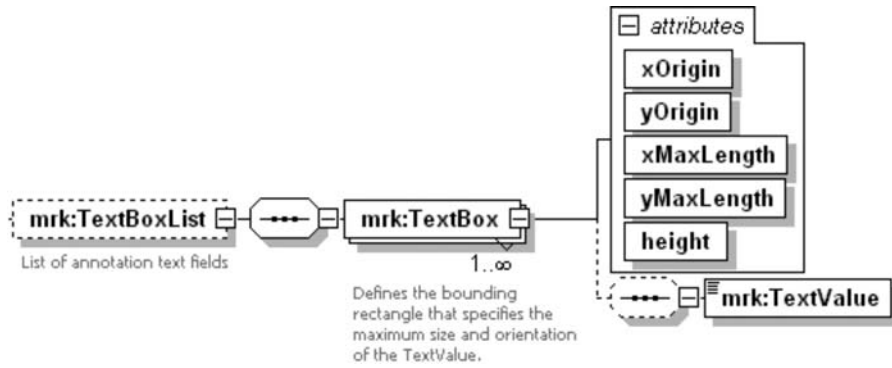 attributes
xOrigin
yOrigin
xMaxLength
yMaxLength
height
mrk:TextBoxList
List of annotation text fields
mrk:TextBox
1..∞
Defines the bounding
rectangle that specifies the
maximum size and orientation
of the TextValue.
mrk:TextValue